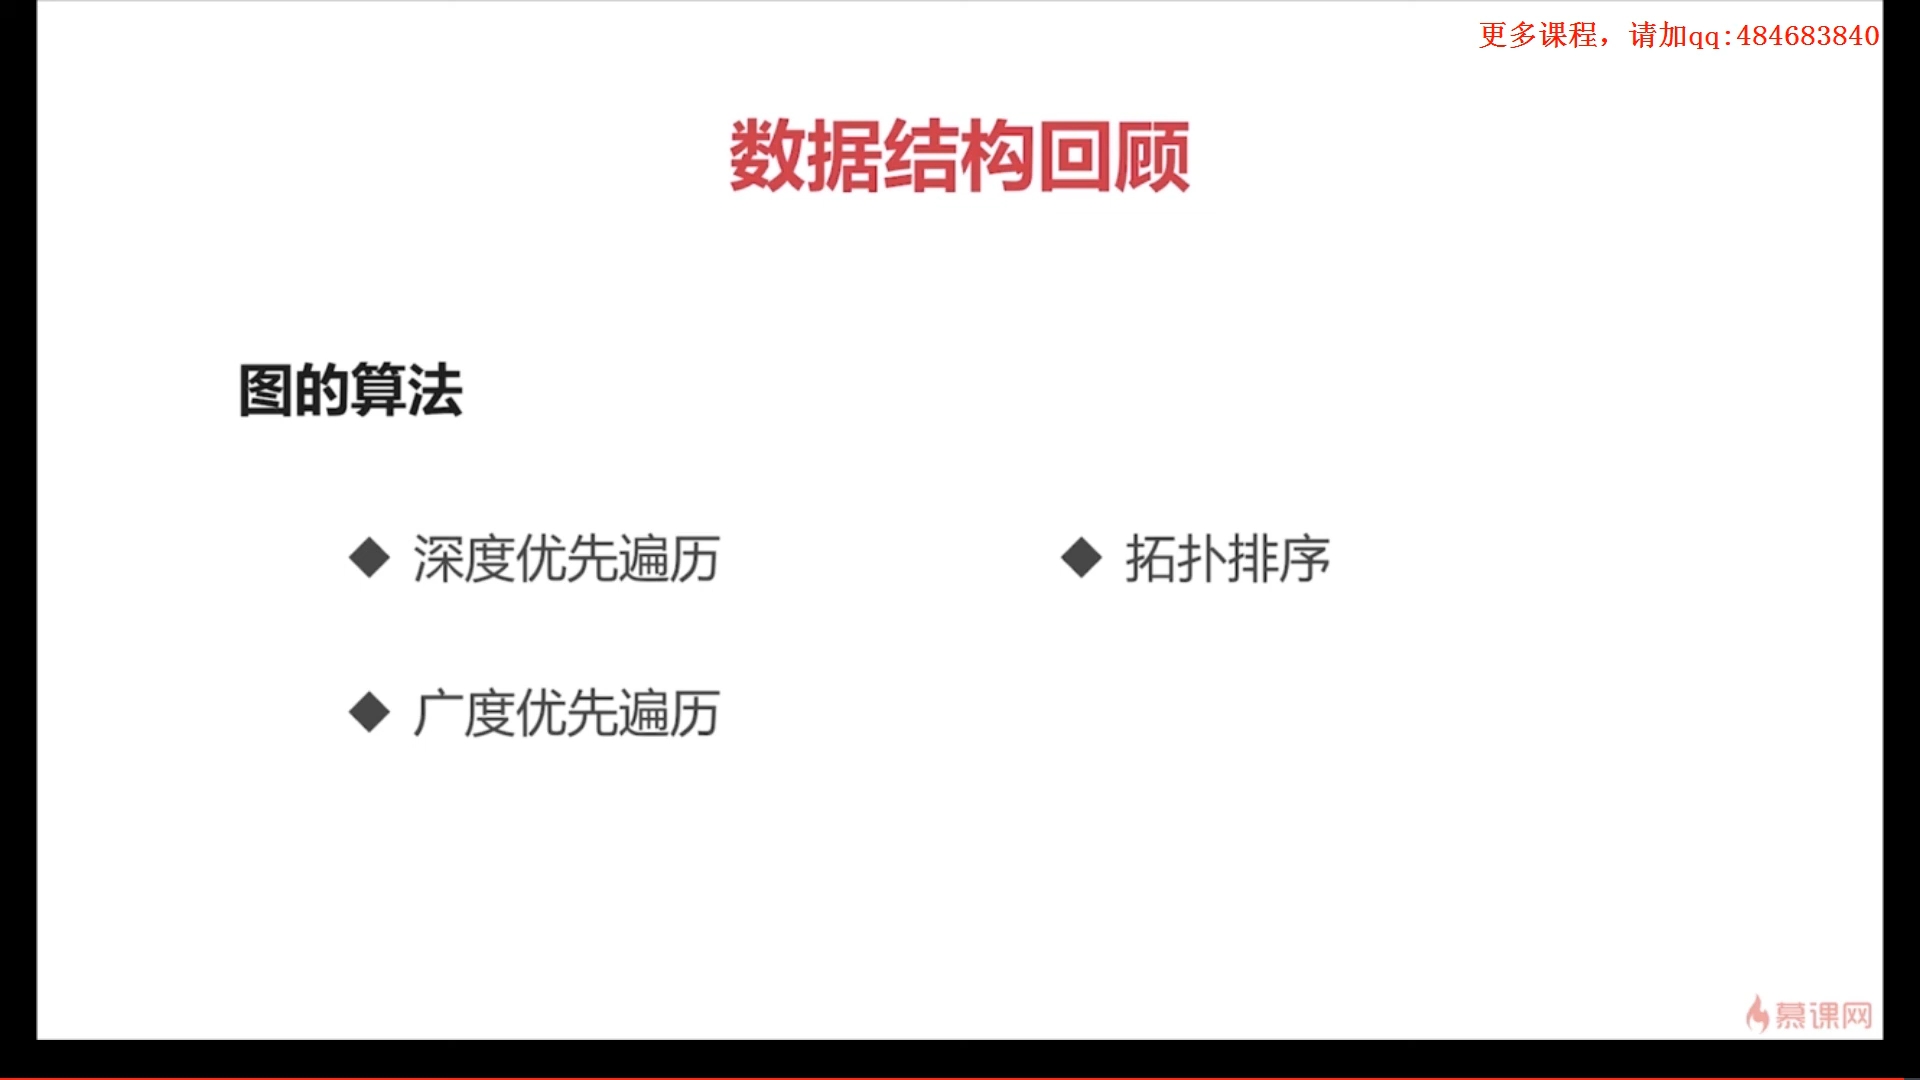 更多课程，请加qq:484683840
数据结构回顾
图的算法
◆ 深度优先遍历
◆ 拓扑排序
◆ 广度优先遍历
慕课网